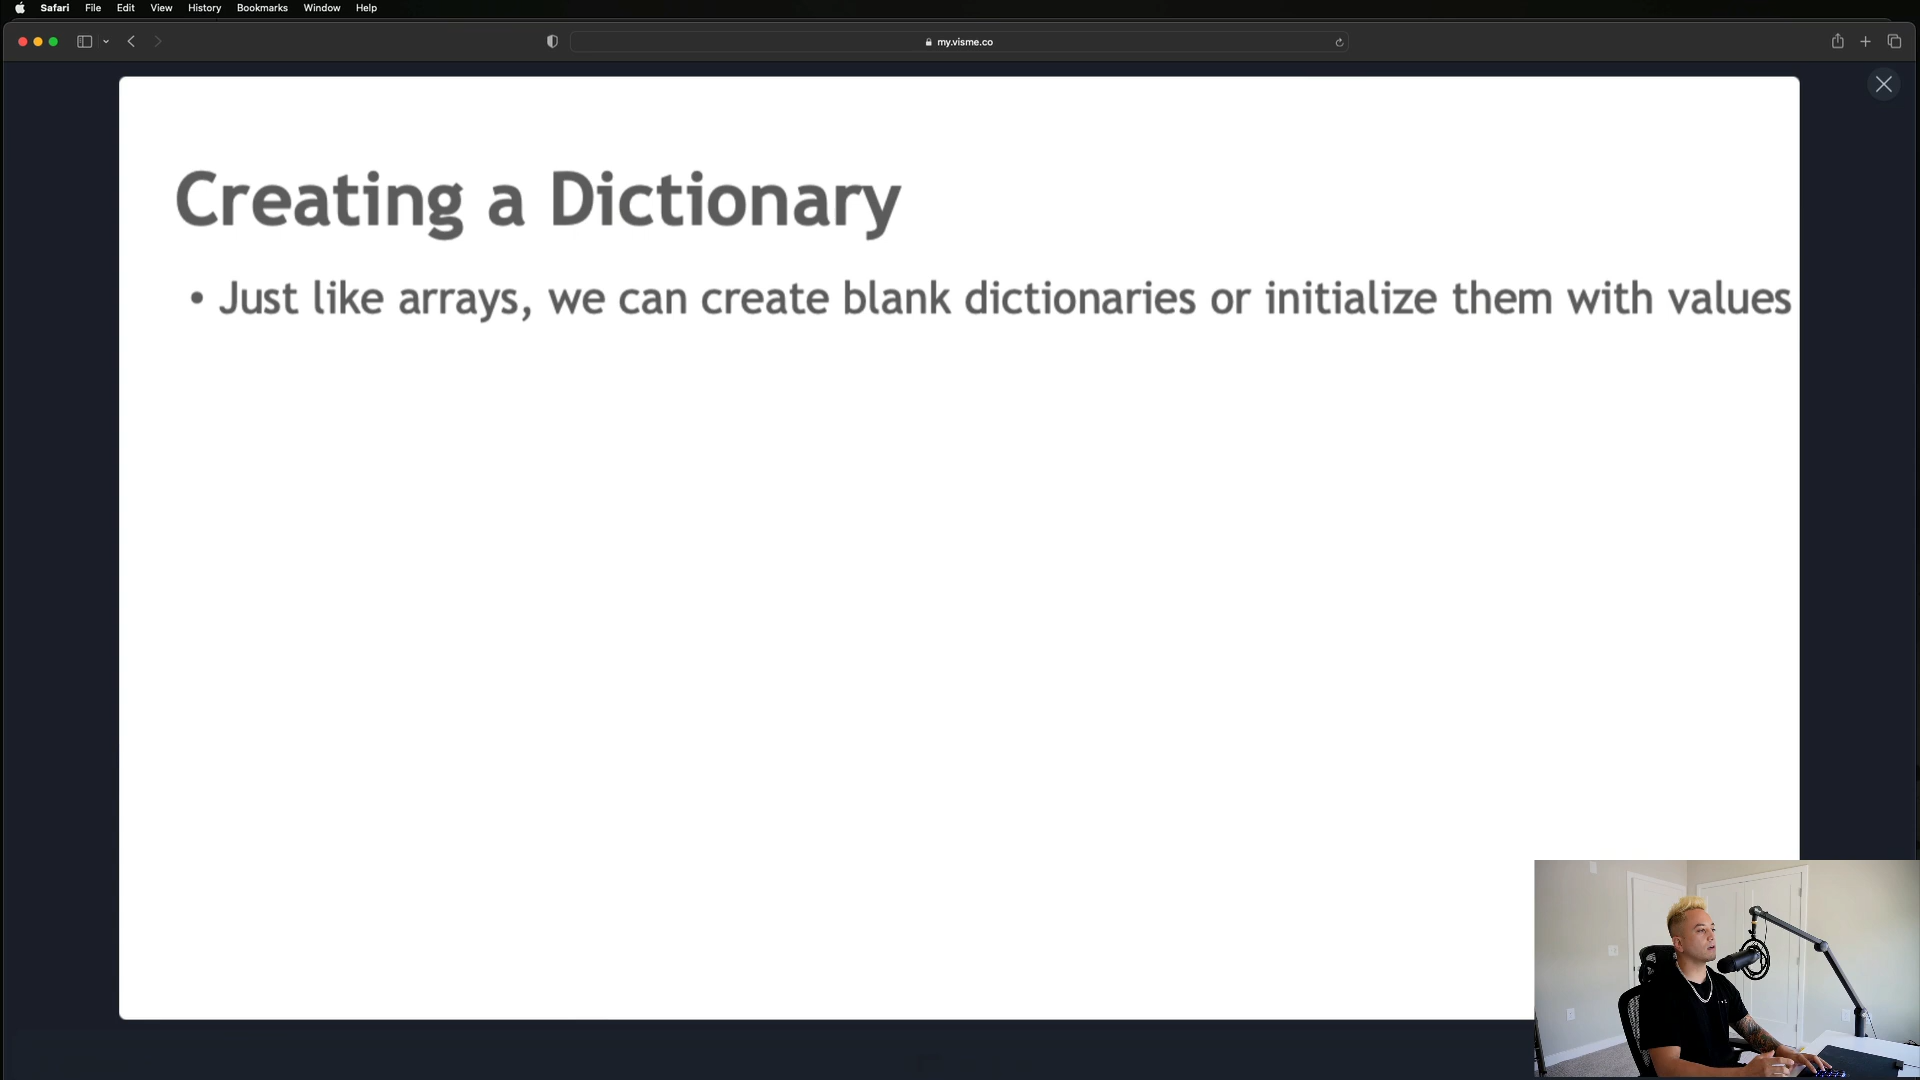 Safari File Edit View History Bookmarks Window Help
my.visme.co
Creating a Dictionary
• Just like arrays, we can create blank dictionaries or initialize them with values